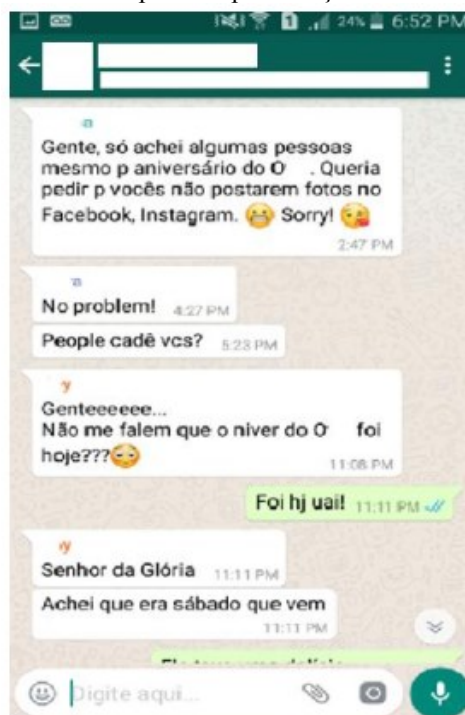 24% 6:52 PM
Gente, só achei algumas pessoas
mesmo p aniversário do O . Queria
pedir p vocês não postarem fotos no
Facebook, Instagram. 😬 Sorry! 😘
2:47 PM
No problem! 4:27 PM
People cadê vcs? 5:23 PM
y
Genteeeeee...
Não me falem que o niver do O foi
hoje???😳
11:08 PM
Foi hj uai! 11:11 PM
y
Senhor da Glória 11:11 PM
Achei que era sábado que vem
11:11 PM
Digite aqui...